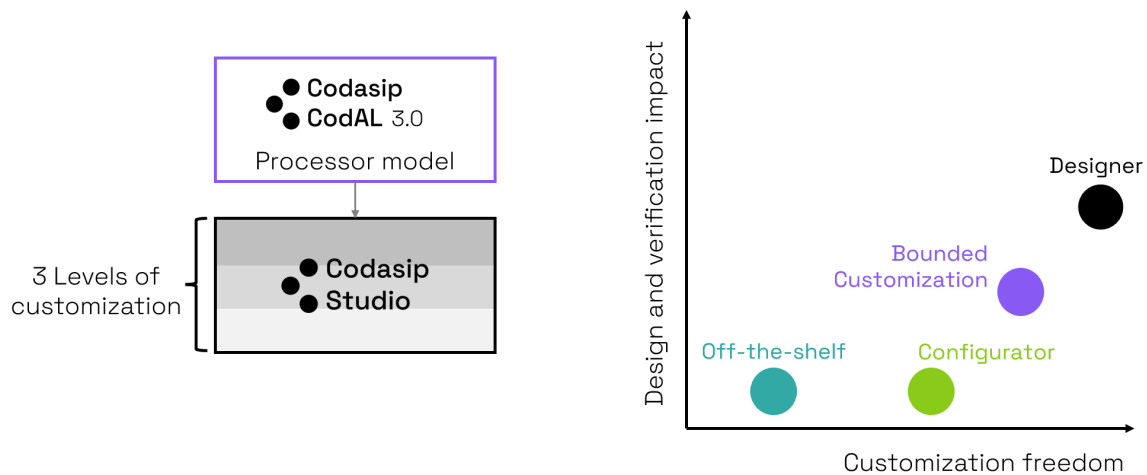 Codasip
CodAL 3.0
Processor model
3 Levels of
customization
Codasip
Studio
Design and verification impact
Designer
Bounded
Customization
Off-the-shelf
Configurator
Customization freedom